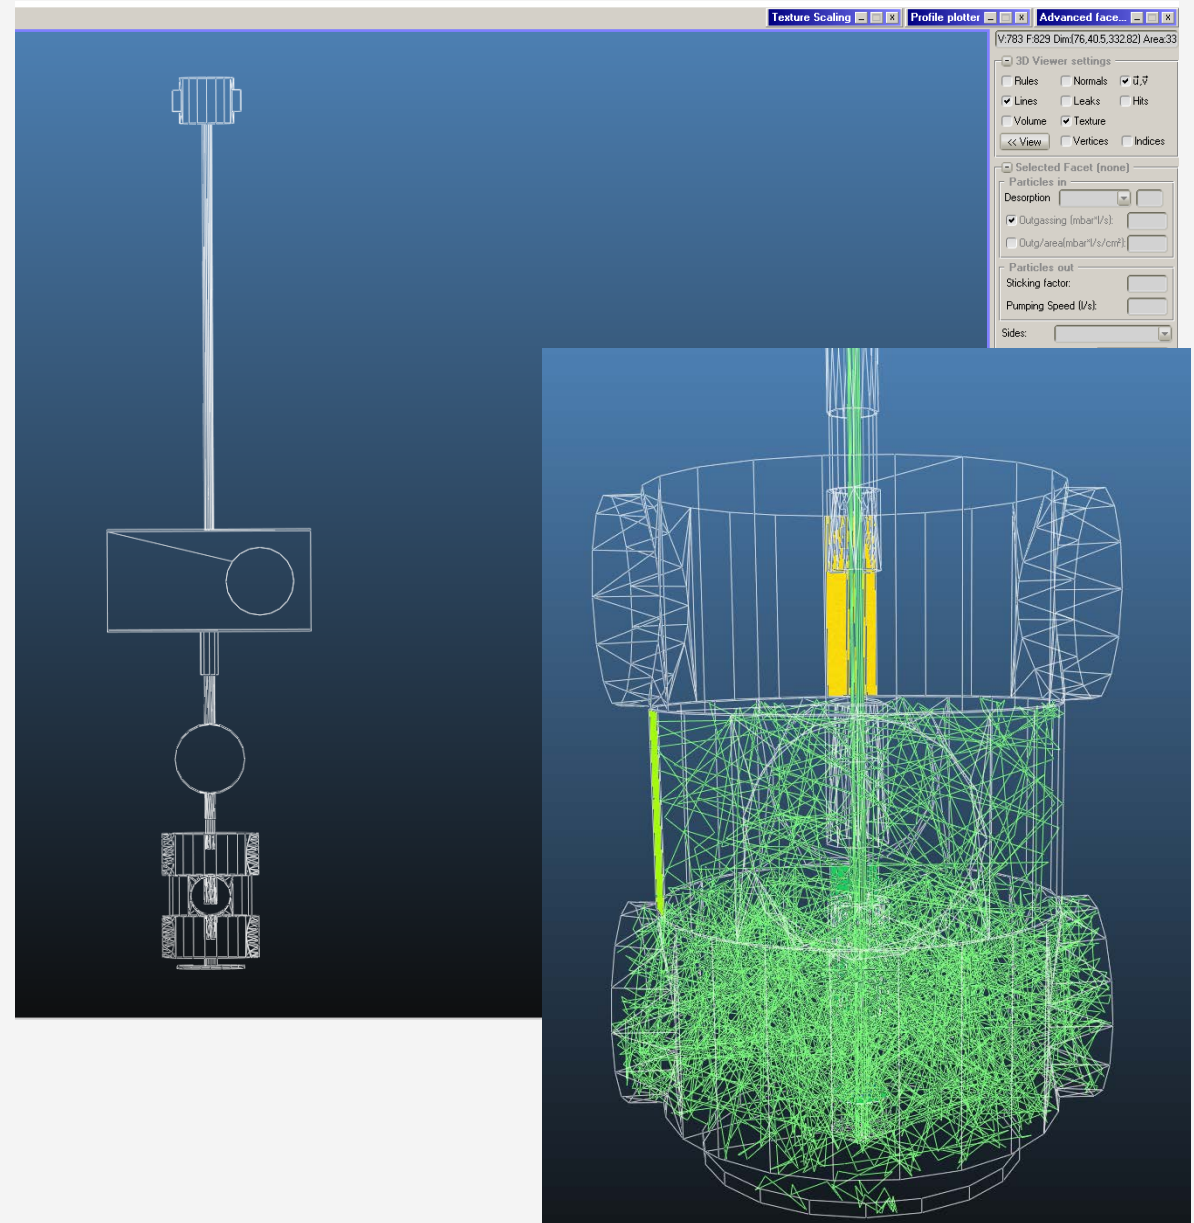 Texture Scaling
Profile plotter
Advanced face...
V:783 F:829 Dim:(76,40.5,332.82) Area:33
3D Viewer settings
Rules Normals u,v
Lines Leaks Hits
Volume Texture
<< View Vertices Indices
Selected Facet (none)
Particles in
Desorption
Outgassing (mbar*l/s):
Outg/area(mbar*l/s/cm²):
Particles out
Sticking factor:
Pumping Speed (l/s):
Sides: